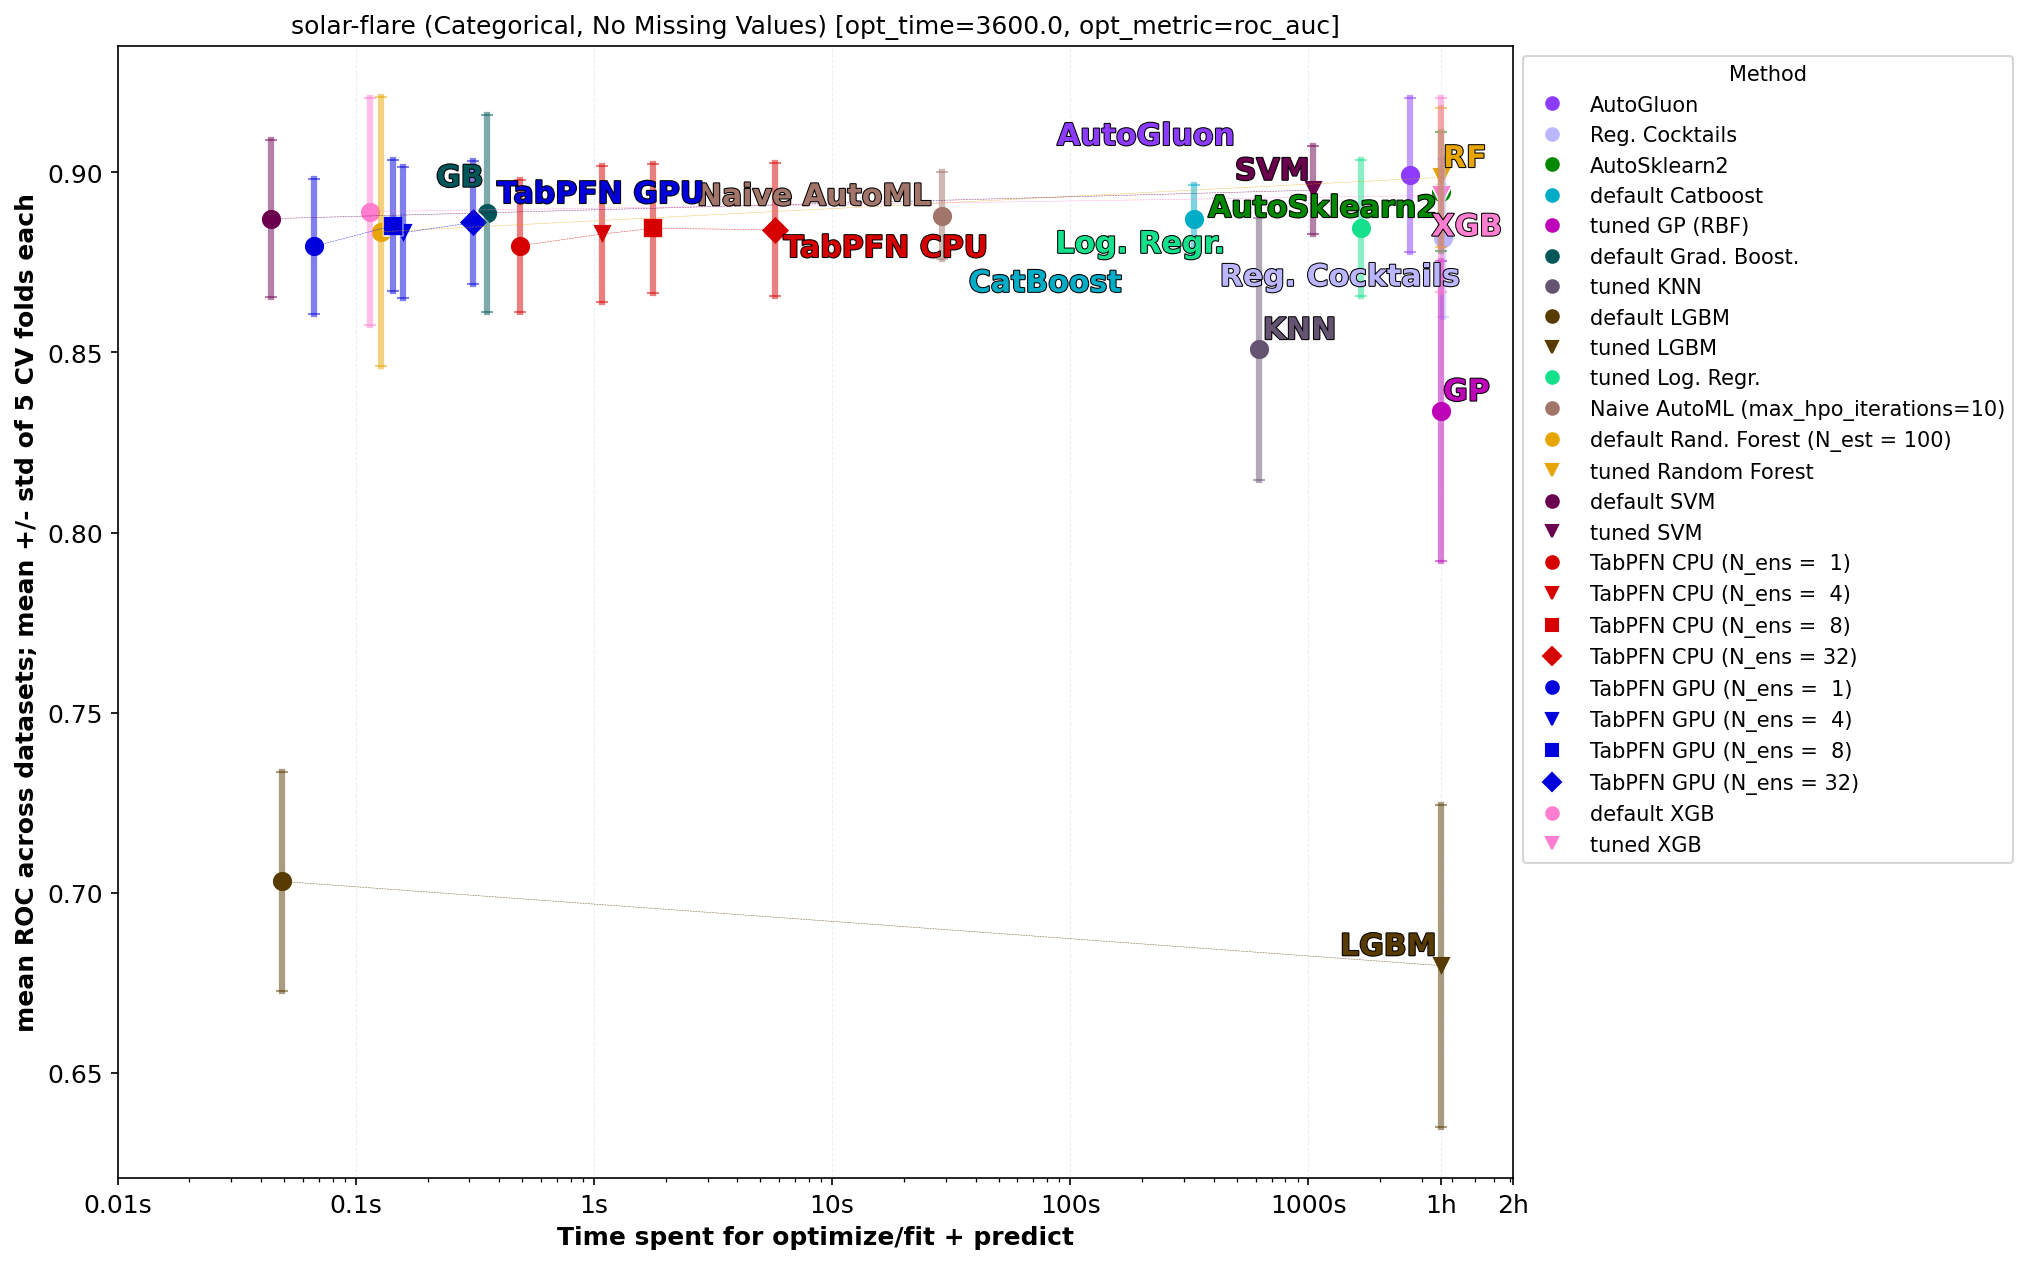 solar-flare (Categorical, No Missing Values) [opt_time=3600.0, opt_metric=roc_auc]
mean ROC across datasets; mean +/- std of 5 CV folds each
0.90
0.85
0.80
0.75
0.70
0.65
AutoGluon
RF
SVM
GB
TabPFN GPU
Naive AutoML
AutoSklearn2
XGB
TabPFN CPU
Log. Regr.
CatBoost
Reg. Cocktails
KNN
GP
LGBM
0.01s
0.1s
1s
10s
100s
1000s
1h
2h
Time spent for optimize/fit + predict
Method
AutoGluon
Reg. Cocktails
AutoSklearn2
default Catboost
tuned GP (RBF)
default Grad. Boost.
tuned KNN
default LGBM
tuned LGBM
tuned Log. Regr.
Naive AutoML (max_hpo_iterations=10)
default Rand. Forest (N_est = 100)
tuned Random Forest
default SVM
tuned SVM
TabPFN CPU (N_ens =  1)
TabPFN CPU (N_ens =  4)
TabPFN CPU (N_ens =  8)
TabPFN CPU (N_ens = 32)
TabPFN GPU (N_ens =  1)
TabPFN GPU (N_ens =  4)
TabPFN GPU (N_ens =  8)
TabPFN GPU (N_ens = 32)
default XGB
tuned XGB